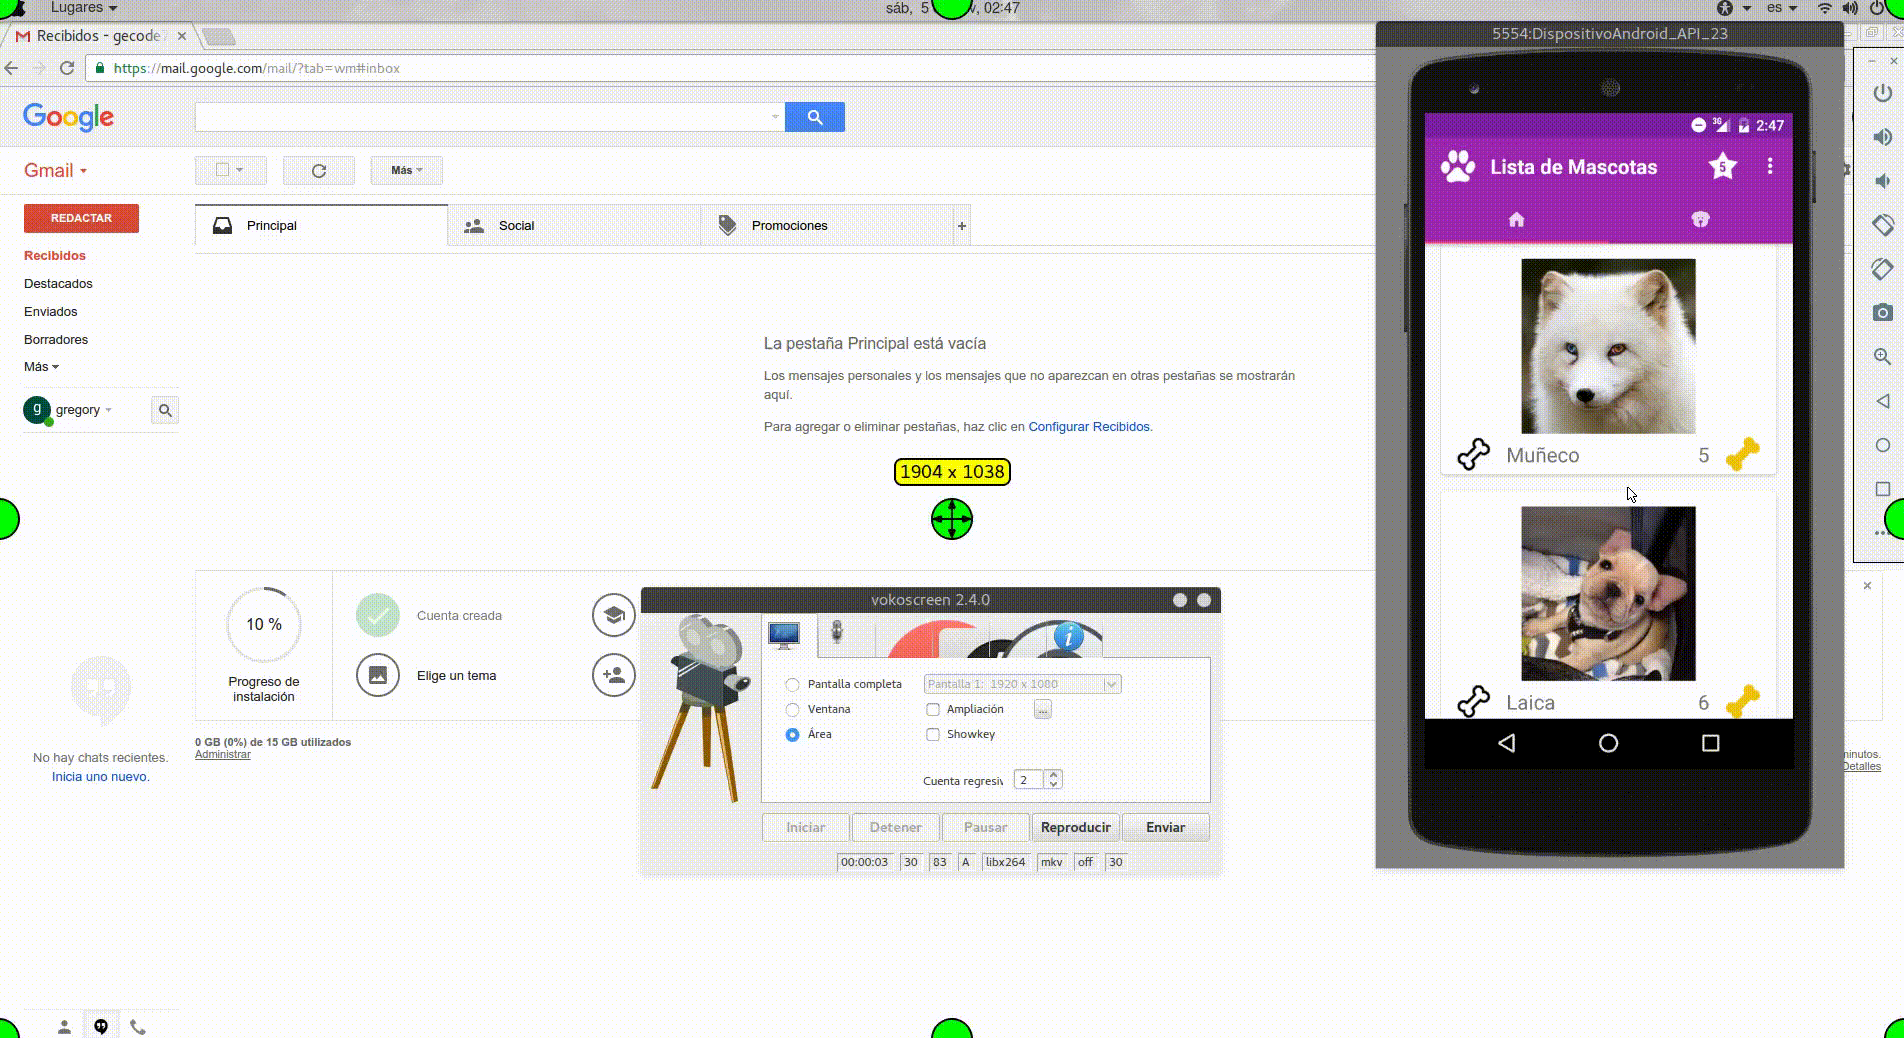 Lugares
sáb, 5
v, 02:47
es
Recibidos - gecode
https://mail.google.com/mail/?tab=wm#inbox
Google
Gmail
Más
REDACTAR
Principal
Social
Promociones
+
Recibidos
Destacados
Enviados
Borradores
Más
g
gregory
La pestaña Principal está vacía
Los mensajes personales y los mensajes que no aparezcan en otras pestañas se mostrarán
aquí.
Para agregar o eliminar pestañas, haz clic en Configurar Recibidos.
1904 x 1038
10 %
Progreso de
instalación
Cuenta creada
Elige un tema
0 GB (0%) de 15 GB utilizados
Administrar
No hay chats recientes.
Inicia uno nuevo.
minutos.
Detalles
vokoscreen 2.4.0
Pantalla completa
Pantalla 1:  1920 x 1080
Ventana
Ampliación
...
Área
Showkey
Cuenta regresiv
2
Iniciar
Detener
Pausar
Reproducir
Enviar
00:00:03
30
83
A
libx264
mkv
off
30
5554:DispositivoAndroid_API_23
3G
2:47
Lista de Mascotas
5
Muñeco
5
Laica
6